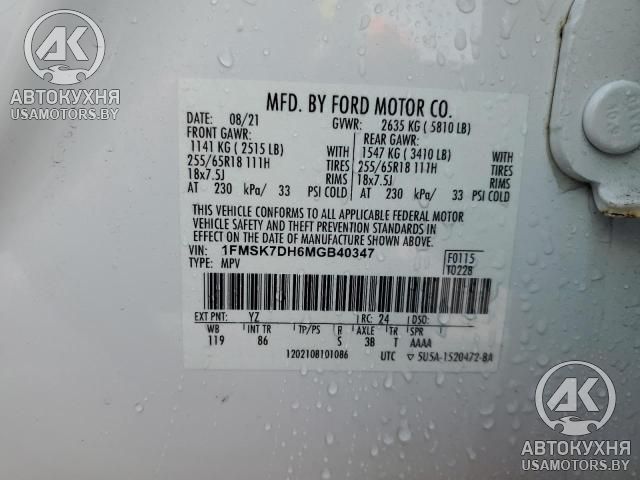 АК
АВТОКУХНЯ
USAMOTORS.BY
MFD. BY FORD MOTOR CO.
DATE: 08/21 GVWR: 2635 KG ( 5810 LB)
FRONT GAWR: REAR GAWR:
1141 KG ( 2515 LB) WITH 1547 KG ( 3410 LB) WITH
255/65R18 111H TIRES 255/65R18 111H TIRES
18x7.5J RIMS 18x7.5J RIMS
AT 230 kPa/ 33 PSI COLD AT 230 kPa/ 33 PSI COLD
THIS VEHICLE CONFORMS TO ALL APPLICABLE FEDERAL MOTOR
VEHICLE SAFETY AND THEFT PREVENTION STANDARDS IN
EFFECT ON THE DATE OF MANUFACTURE SHOWN ABOVE.
VIN: 1FMSK7DH6MGB40347 F0115
TYPE: MPV T0228
EXT PNT: YZ RC: 24 DSO:
WB INT TR TP/PS R AXLE TR SPR
119 86 S 3B T AAAA
1202108101086 UTC ▽ 5U5A-1520472-BA
АК
АВТОКУХНЯ
USAMOTORS.BY